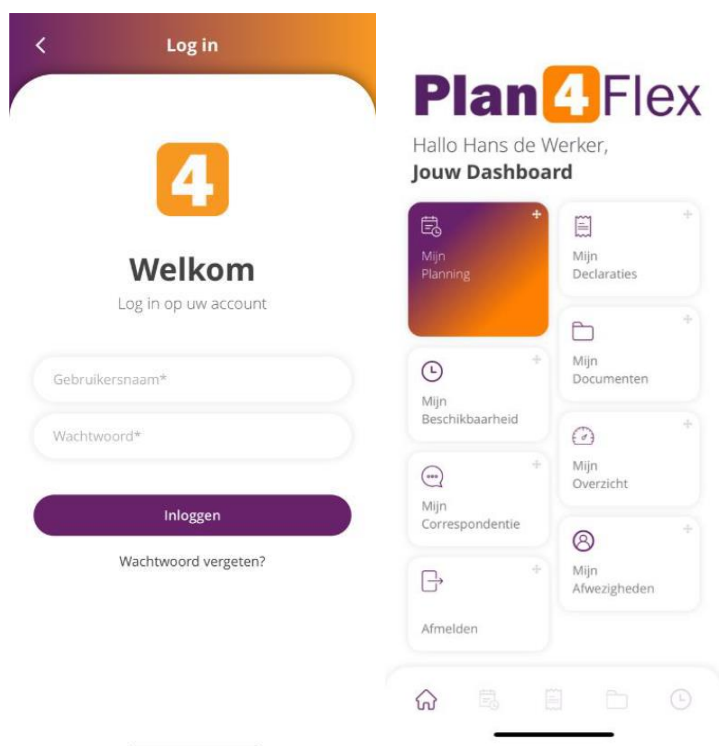 Log in
4
Welkom
Log in op uw account
Gebruikersnaam*
Wachtwoord*
Inloggen
Wachtwoord vergeten?
Plan4Flex
Hallo Hans de Werker,
Jouw Dashboard
Mijn
Planning
Mijn
Declaraties
Mijn
Beschikbaarheid
Mijn
Documenten
Mijn
Correspondentie
Mijn
Overzicht
Afmelden
Mijn
Afwezigheden